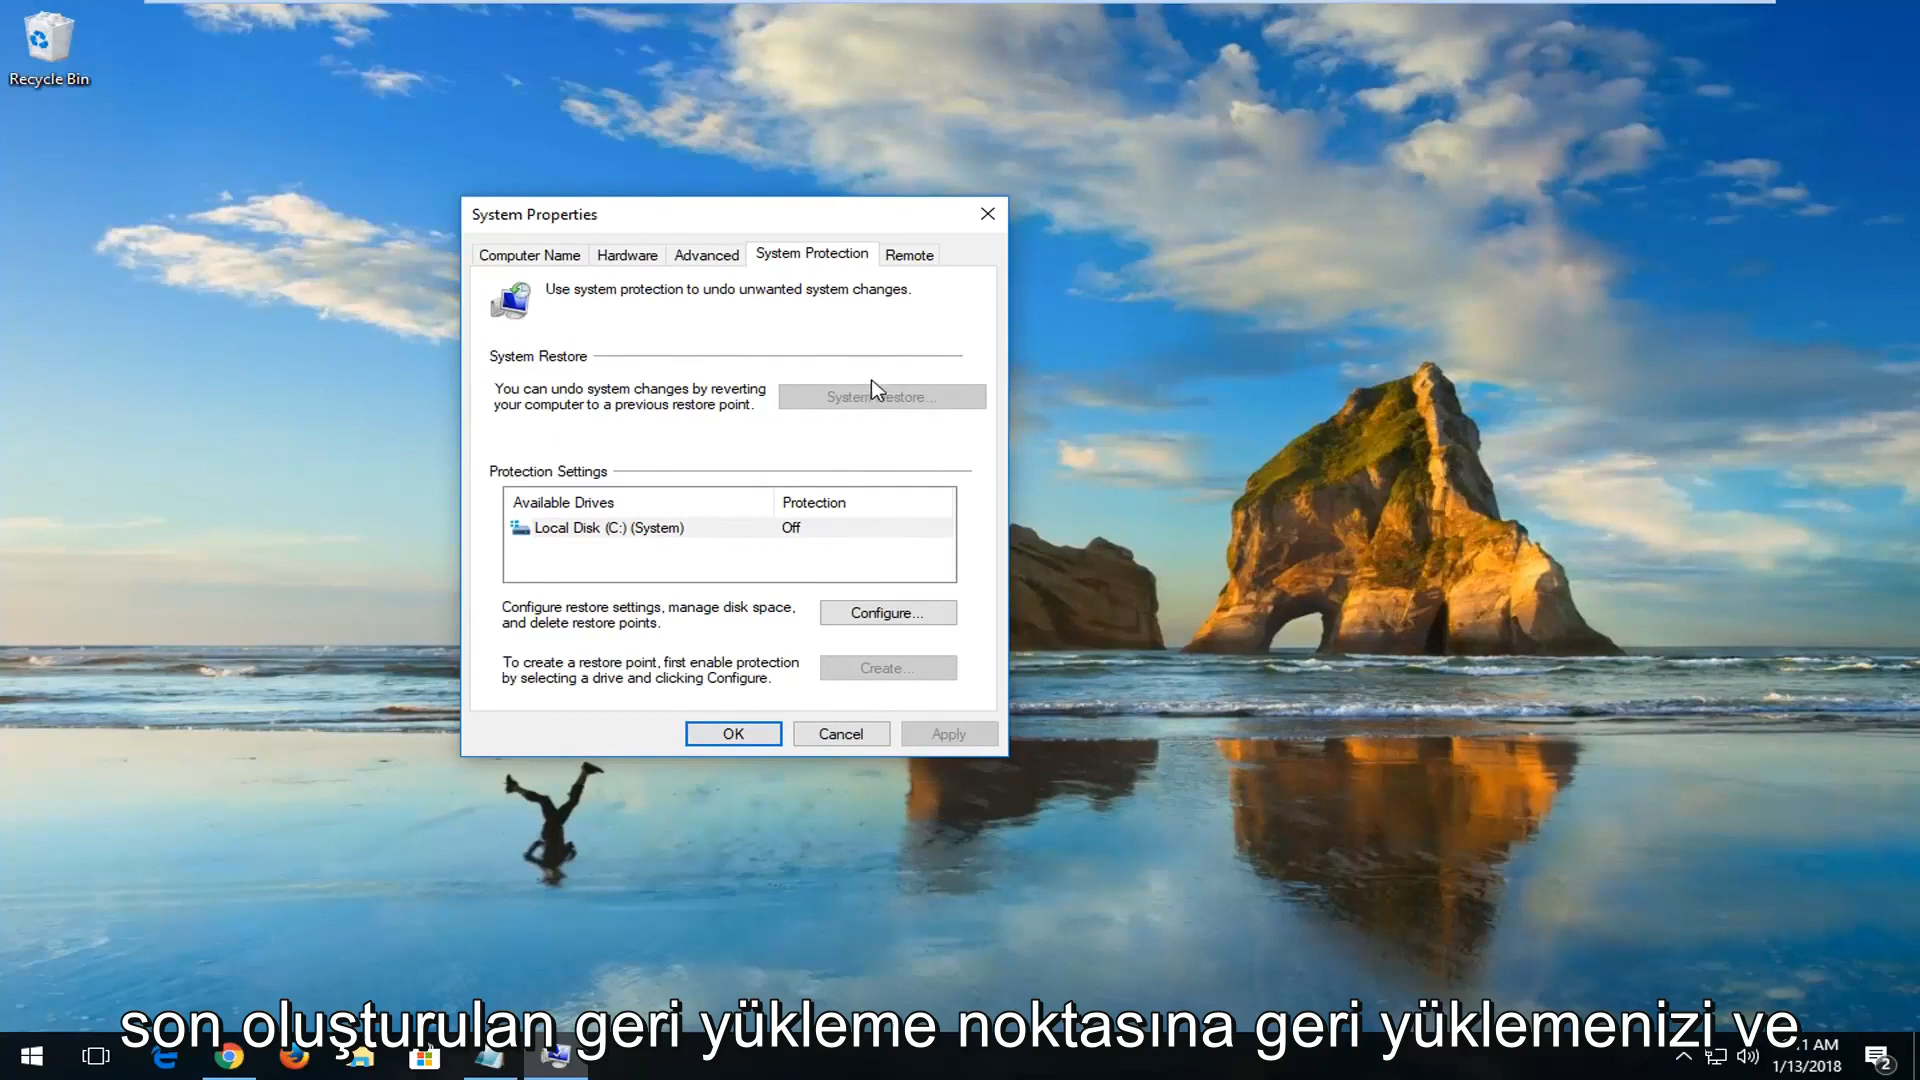 Recycle Bin
System Properties
Computer Name Hardware Advanced System Protection Remote
Use system protection to undo unwanted system changes.
System Restore
You can undo system changes by reverting
your computer to a previous restore point.
System Restore...
Protection Settings
Available Drives Protection
Local Disk (C:) (System) Off
Configure restore settings, manage disk space,
and delete restore points.
Configure...
To create a restore point, first enable protection
by selecting a drive and clicking Configure.
Create...
OK Cancel Apply
son oluşturulan geri yükleme noktasına geri yüklemenizi ve
AM
1/13/2018
2